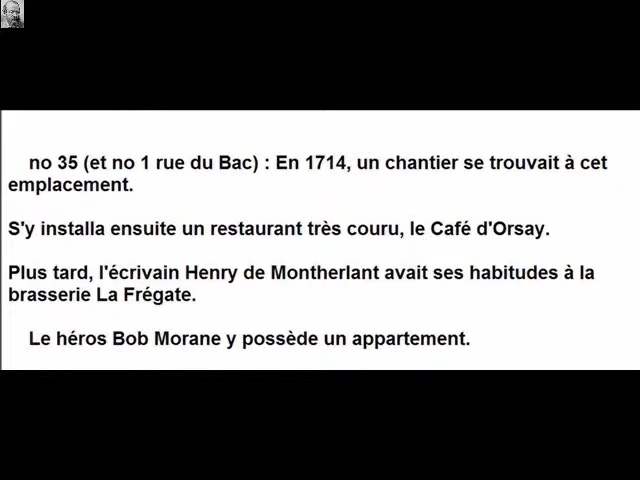 no 35 (et no 1 rue du Bac) : En 1714, un chantier se trouvait à cet
emplacement.
S'y installa ensuite un restaurant très couru, le Café d'Orsay.
Plus tard, l'écrivain Henry de Montherlant avait ses habitudes à la
brasserie La Frégate.
Le héros Bob Morane y possède un appartement.